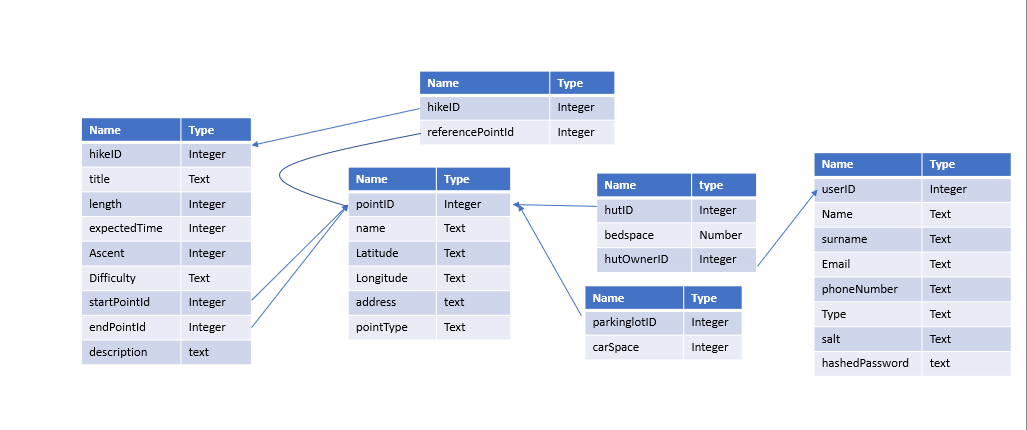 Name Type
hikeID Integer
referencePointId Integer
Name Type
hikeID Integer
title Text
length Integer
expectedTime Integer
Ascent Integer
Difficulty Text
startPointId Integer
endPointId Integer
description text
Name Type
pointID Integer
name Text
Latitude Text
Longitude Text
address text
pointType Text
Name type
hutID Integer
bedspace Number
hutOwnerID Integer
Name Type
parkinglotID Integer
carSpace Integer
Name Type
userID Integer
Name Text
surname Text
Email Text
phoneNumber Text
Type Text
salt Text
hashedPassword text